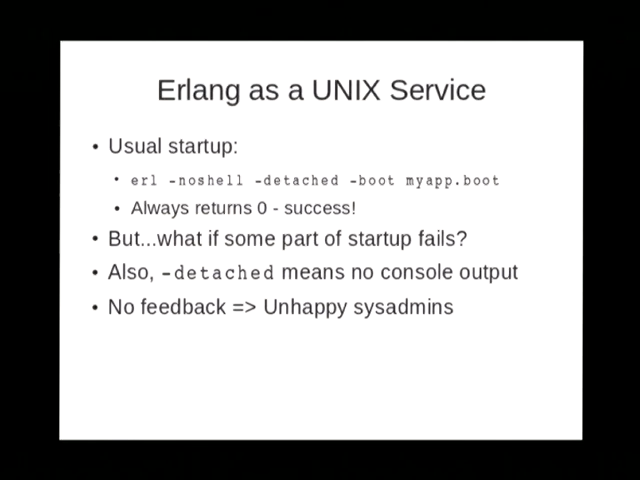 Erlang as a UNIX Service
• Usual startup:
• erl -noshell -detached -boot myapp.boot
• Always returns 0 - success!
• But...what if some part of startup fails?
• Also, -detached means no console output
• No feedback => Unhappy sysadmins